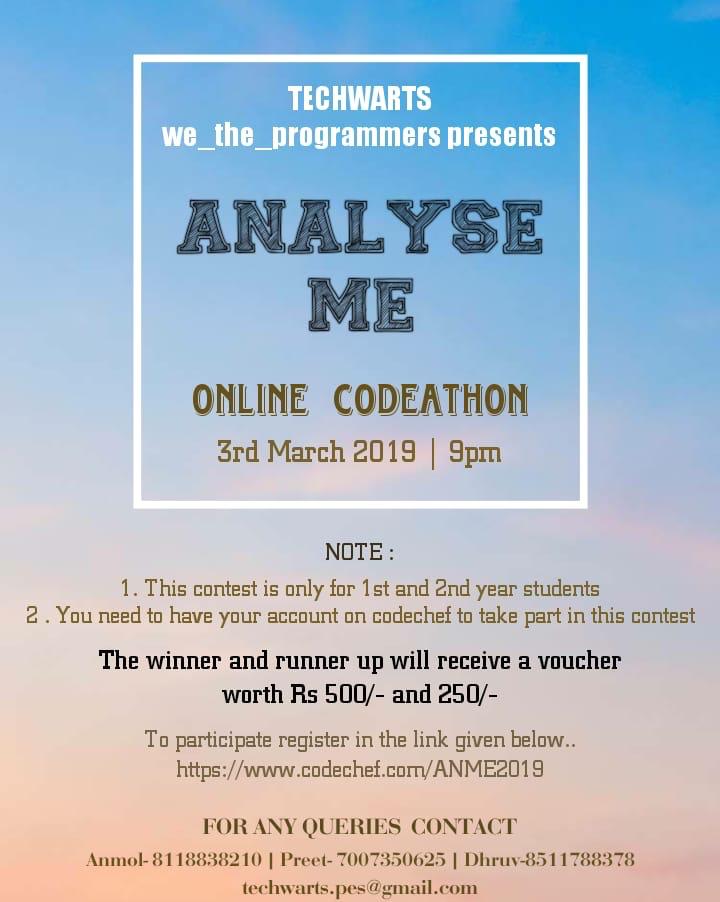 TECHWARTS
we_the_programmers presents
ANALYSE
ME
ONLINE CODEATHON
3rd March 2019 | 9pm
NOTE :
1. This contest is only for 1st and 2nd year students
2 . You need to have your account on codechef to take part in this contest
The winner and runner up will receive a voucher
worth Rs 500/- and 250/-
To participate register in the link given below..
https://www.codechef.com/ANME2019
FOR ANY QUERIES CONTACT
Anmol- 8118838210 | Preet- 7007350625 | Dhruv-8511788378
techwarts.pes@gmail.com